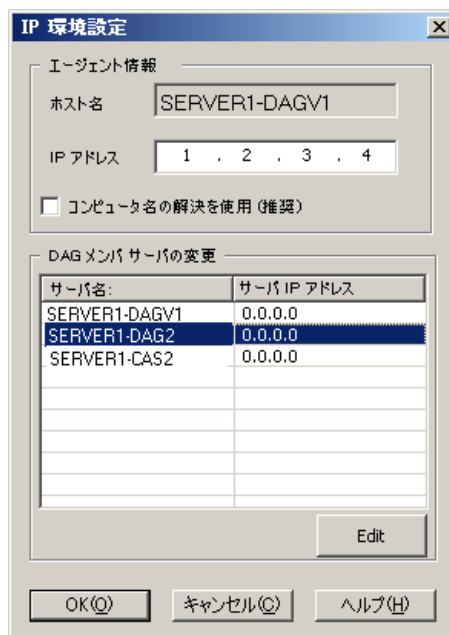 IP 環境設定
エージェント情報
ホスト名 SERVER1-DAGV1
IP アドレス 1 . 2 . 3 . 4
コンピュータ名の解決を使用(推奨)
DAG メンバ サーバの変更
サーバ名: サーバ IP アドレス
SERVER1-DAGV1 0.0.0.0
SERVER1-DAG2 0.0.0.0
SERVER1-CAS2 0.0.0.0
Edit
OK(O) キャンセル(C) ヘルプ(H)